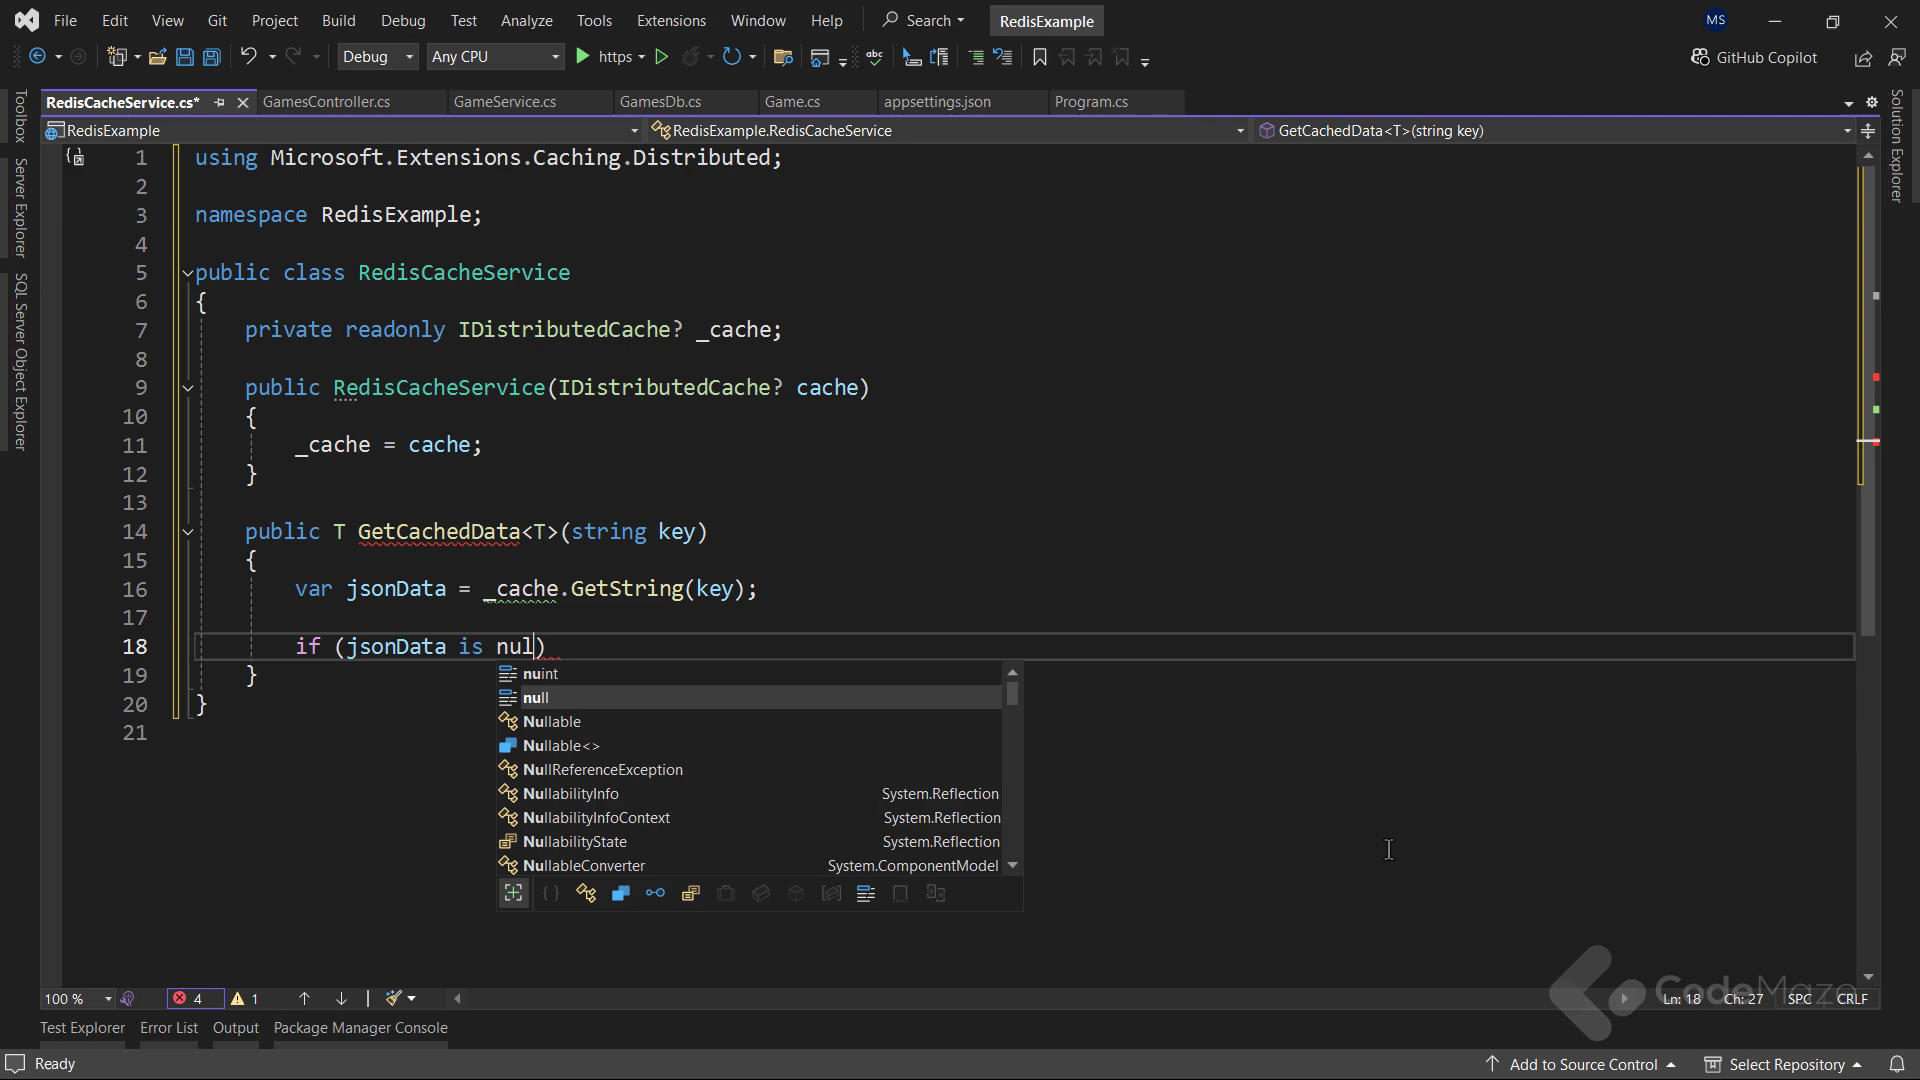 File Edit View Git Project Build Debug Test Analyze Tools Extensions Window Help Search RedisExample MS
Debug Any CPU https abc GitHub Copilot
RedisCacheService.cs* GamesController.cs GameService.cs GamesDb.cs Game.cs appsettings.json Program.cs
RedisExample RedisExample.RedisCacheService GetCachedData<T>(string key)
Toolbox
Server Explorer
SQL Server Object Explorer
Solution Explorer
1 using Microsoft.Extensions.Caching.Distributed;
2
3 namespace RedisExample;
4
5 public class RedisCacheService
6 {
7 private readonly IDistributedCache? _cache;
8
9 public RedisCacheService(IDistributedCache? cache)
10 {
11 _cache = cache;
12 }
13
14 public T GetCachedData<T>(string key)
15 {
16 var jsonData = _cache.GetString(key);
17
18 if (jsonData is nul)
19 }
20 }
21
nuint
null
Nullable
Nullable<>
NullReferenceException
NullabilityInfo System.Reflection
NullabilityInfoContext System.Reflection
NullabilityState System.Reflection
NullableConverter System.ComponentModel
CodeMaze
100 % 4 1 Ln: 18 Ch: 27 SPC CRLF
Test Explorer Error List Output Package Manager Console
Ready Add to Source Control Select Repository